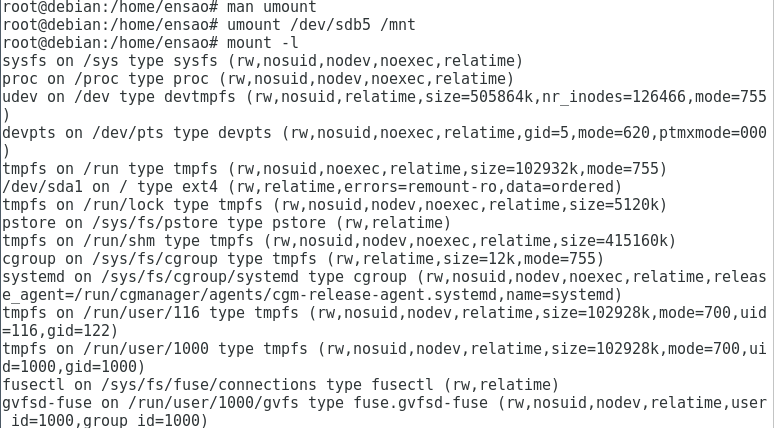 root@debian:/home/ensao# man umount
root@debian:/home/ensao# umount /dev/sdb5 /mnt
root@debian:/home/ensao# mount -l
sysfs on /sys type sysfs (rw,nosuid,nodev,noexec,relatime)
proc on /proc type proc (rw,nosuid,nodev,noexec,relatime)
udev on /dev type devtmpfs (rw,nosuid,relatime,size=505864k,nr_inodes=126466,mode=755
)
devpts on /dev/pts type devpts (rw,nosuid,noexec,relatime,gid=5,mode=620,ptmxmode=000
)
tmpfs on /run type tmpfs (rw,nosuid,noexec,relatime,size=102932k,mode=755)
/dev/sda1 on / type ext4 (rw,relatime,errors=remount-ro,data=ordered)
tmpfs on /run/lock type tmpfs (rw,nosuid,nodev,noexec,relatime,size=5120k)
pstore on /sys/fs/pstore type pstore (rw,relatime)
tmpfs on /run/shm type tmpfs (rw,nosuid,nodev,noexec,relatime,size=415160k)
cgroup on /sys/fs/cgroup type tmpfs (rw,relatime,size=12k,mode=755)
systemd on /sys/fs/cgroup/systemd type cgroup (rw,nosuid,nodev,noexec,relatime,releas
e_agent=/run/cgmanager/agents/cgm-release-agent.systemd,name=systemd)
tmpfs on /run/user/116 type tmpfs (rw,nosuid,nodev,relatime,size=102928k,mode=700,uid
=116,gid=122)
tmpfs on /run/user/1000 type tmpfs (rw,nosuid,nodev,relatime,size=102928k,mode=700,ui
d=1000,gid=1000)
fusectl on /sys/fs/fuse/connections type fusectl (rw,relatime)
gvfsd-fuse on /run/user/1000/gvfs type fuse.gvfsd-fuse (rw,nosuid,nodev,relatime,user
_id=1000,group_id=1000)